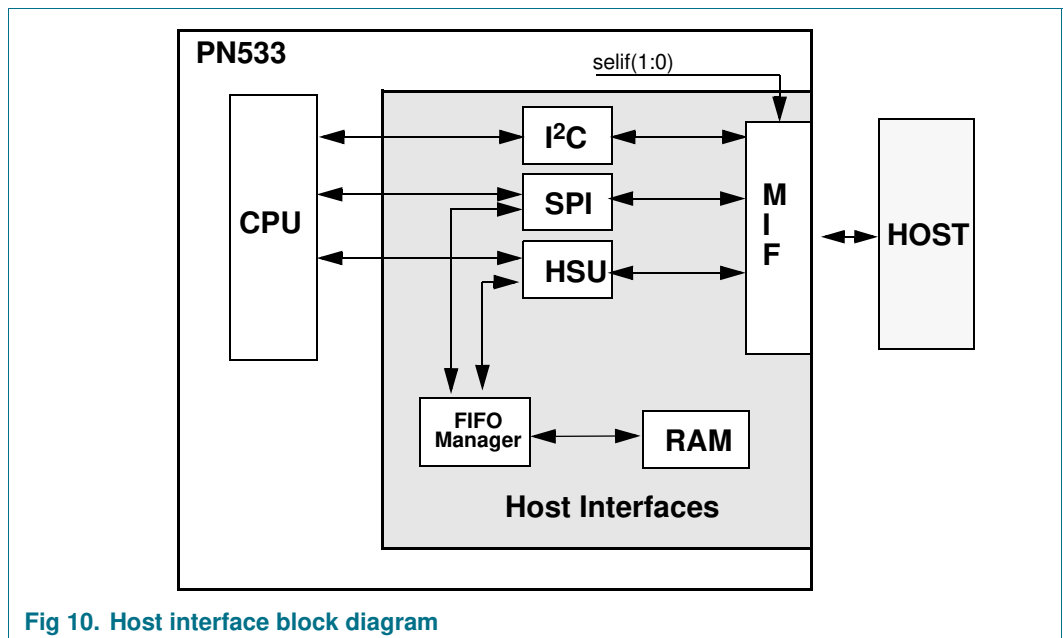 PN533
selif(1:0)
I²C
SPI
HSU
CPU
M
I
F
HOST
FIFO
Manager
RAM
Host Interfaces
Fig 10. Host interface block diagram